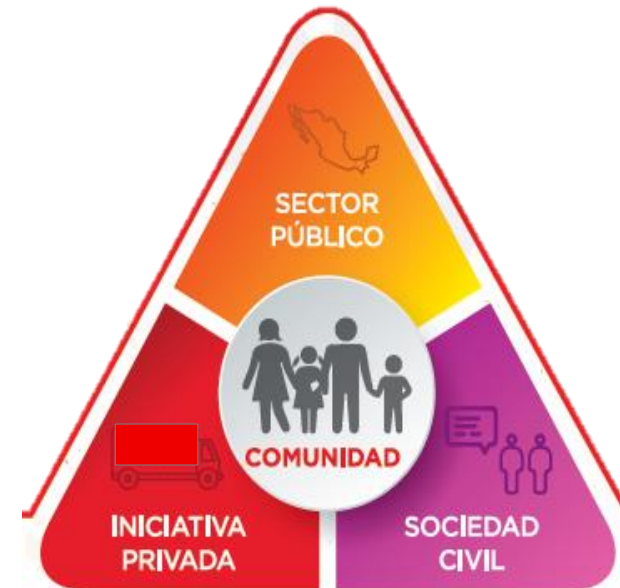 SECTOR
PÚBLICO
COMUNIDAD
INICIATIVA
PRIVADA
SOCIEDAD
CIVIL